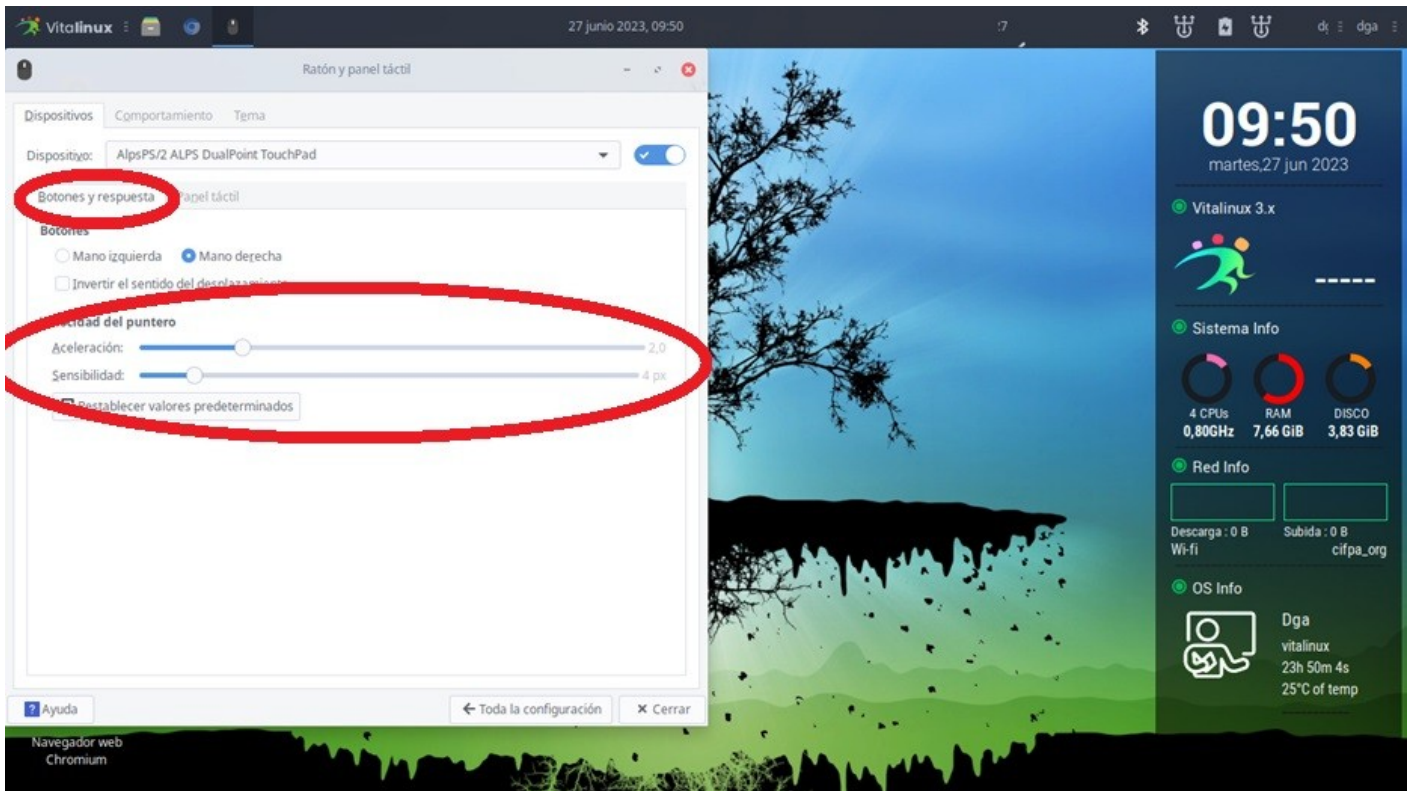 Vitalinux
27 junio 2023, 09:50
dga
Ratón y panel táctil
Dispositivos Comportamiento Tema
Dispositivo: AlpsPS/2 ALPS DualPoint TouchPad
Botones y respuesta Panel táctil
Botones
Mano izquierda Mano derecha
Invertir el sentido del desplazamiento
del puntero
Aceleración: 2,0
Sensibilidad: 4 px
Restablecer valores predeterminados
? Ayuda
Toda la configuración
Cerrar
Navegador web
Chromium
09:50
martes,27 jun 2023
Vitalinux 3.x
-----
Sistema Info
4 CPUs RAM DISCO
0,80GHz 7,66 GiB 3,83 GiB
Red Info
Descarga : 0 B Subida : 0 B
Wi-fi cifpa_org
OS Info
Dga
vitalinux
23h 50m 4s
25°C of temp